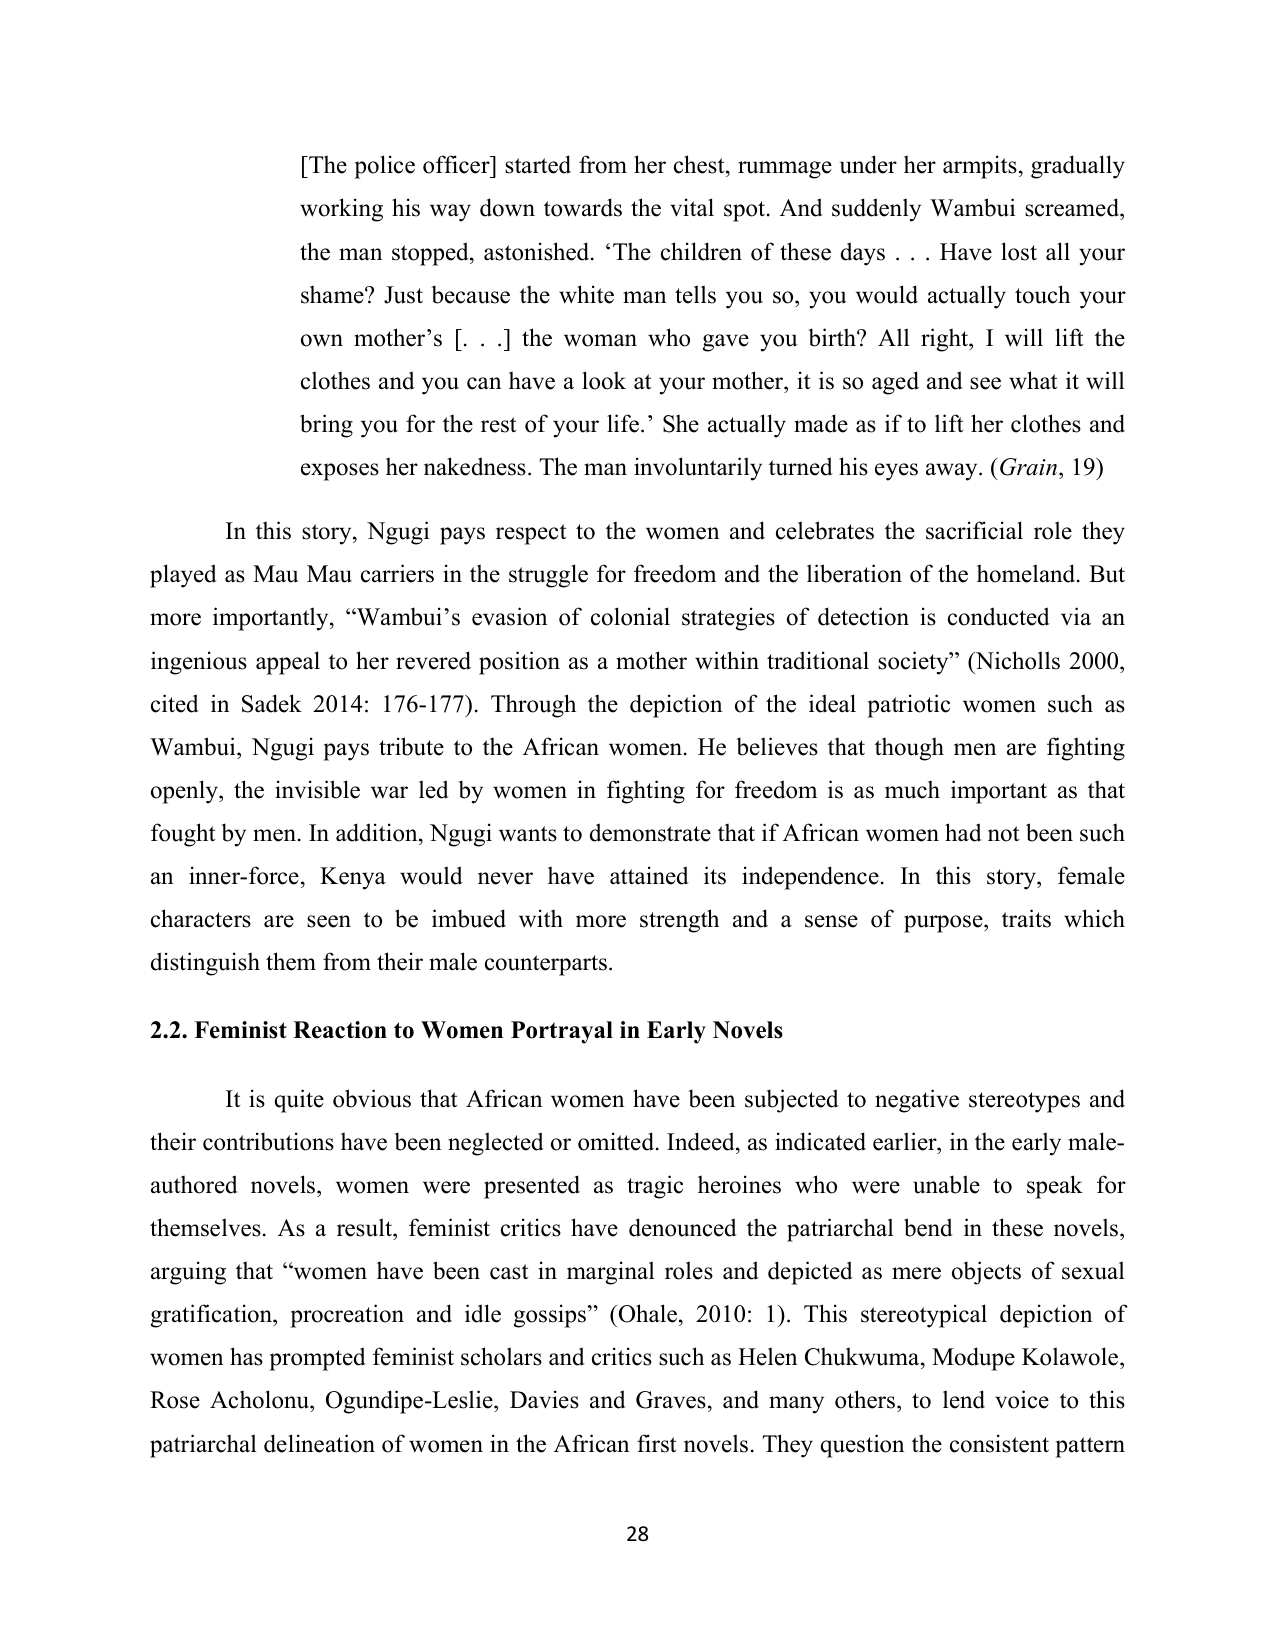 [The police officer] started from her chest, rummage under her armpits, gradually
working his way down towards the vital spot. And suddenly Wambui screamed,
the man stopped, astonished. ‘The children of these days . . . Have lost all your
shame? Just because the white man tells you so, you would actually touch your
own mother’s [. . .] the woman who gave you birth? All right, I will lift the
clothes and you can have a look at your mother, it is so aged and see what it will
bring you for the rest of your life.’ She actually made as if to lift her clothes and
exposes her nakedness. The man involuntarily turned his eyes away. (Grain, 19)
In this story, Ngugi pays respect to the women and celebrates the sacrificial role they
played as Mau Mau carriers in the struggle for freedom and the liberation of the homeland. But
more importantly, “Wambui’s evasion of colonial strategies of detection is conducted via an
ingenious appeal to her revered position as a mother within traditional society” (Nicholls 2000,
cited in Sadek 2014: 176-177). Through the depiction of the ideal patriotic women such as
Wambui, Ngugi pays tribute to the African women. He believes that though men are fighting
openly, the invisible war led by women in fighting for freedom is as much important as that
fought by men. In addition, Ngugi wants to demonstrate that if African women had not been such
an inner-force, Kenya would never have attained its independence. In this story, female
characters are seen to be imbued with more strength and a sense of purpose, traits which
distinguish them from their male counterparts.
2.2. Feminist Reaction to Women Portrayal in Early Novels
It is quite obvious that African women have been subjected to negative stereotypes and
their contributions have been neglected or omitted. Indeed, as indicated earlier, in the early male-
authored novels, women were presented as tragic heroines who were unable to speak for
themselves. As a result, feminist critics have denounced the patriarchal bend in these novels,
arguing that “women have been cast in marginal roles and depicted as mere objects of sexual
gratification, procreation and idle gossips” (Ohale, 2010: 1). This stereotypical depiction of
women has prompted feminist scholars and critics such as Helen Chukwuma, Modupe Kolawole,
Rose Acholonu, Ogundipe-Leslie, Davies and Graves, and many others, to lend voice to this
patriarchal delineation of women in the African first novels. They question the consistent pattern
28